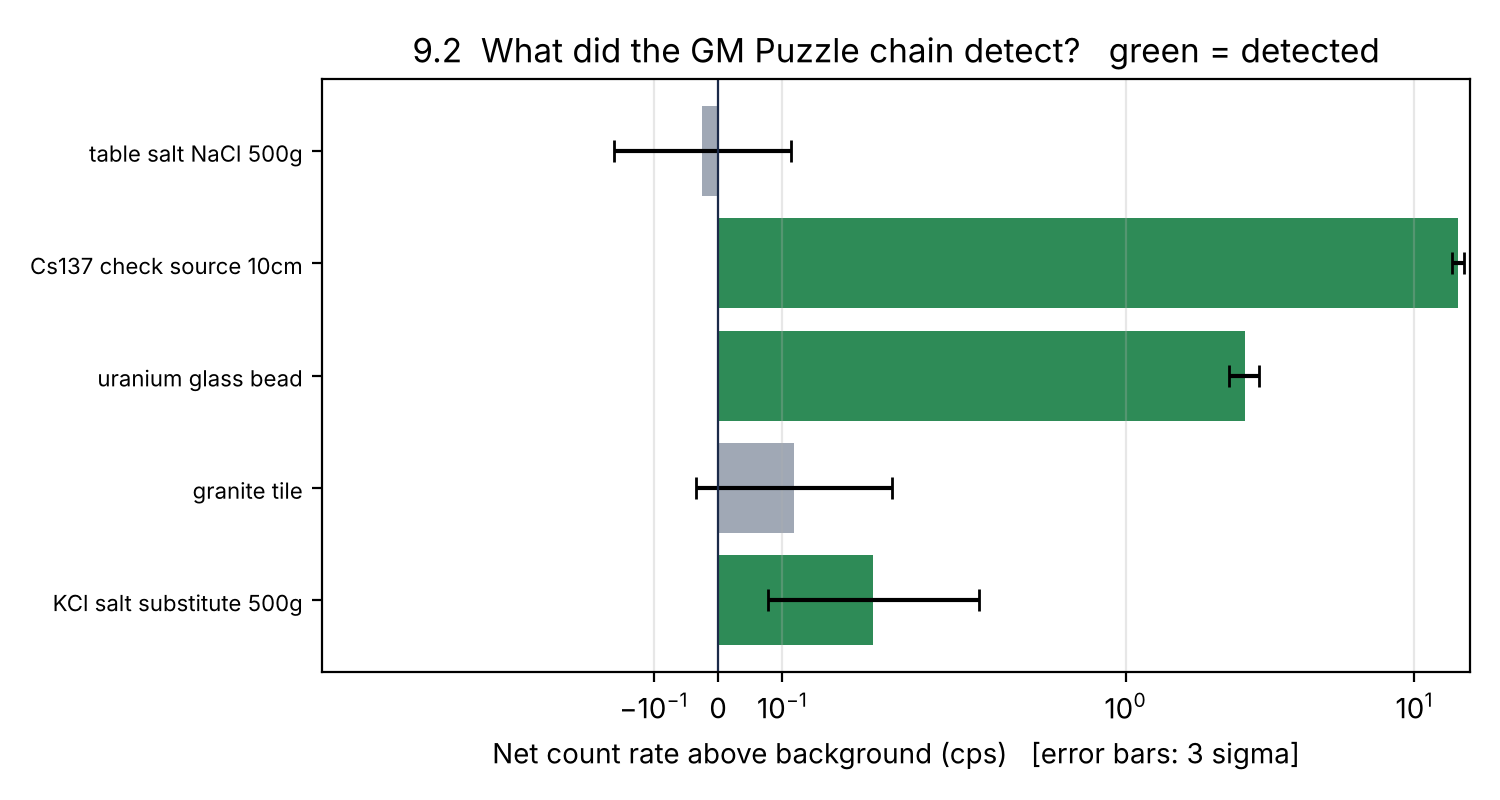 9.2 What did the GM Puzzle chain detect? green = detected
table salt NaCl 500g
Cs137 check source 10cm
uranium glass bead
granite tile
KCl salt substitute 500g
−10⁻¹ 0 10⁻¹ 10⁰ 10¹
Net count rate above background (cps) [error bars: 3 sigma]